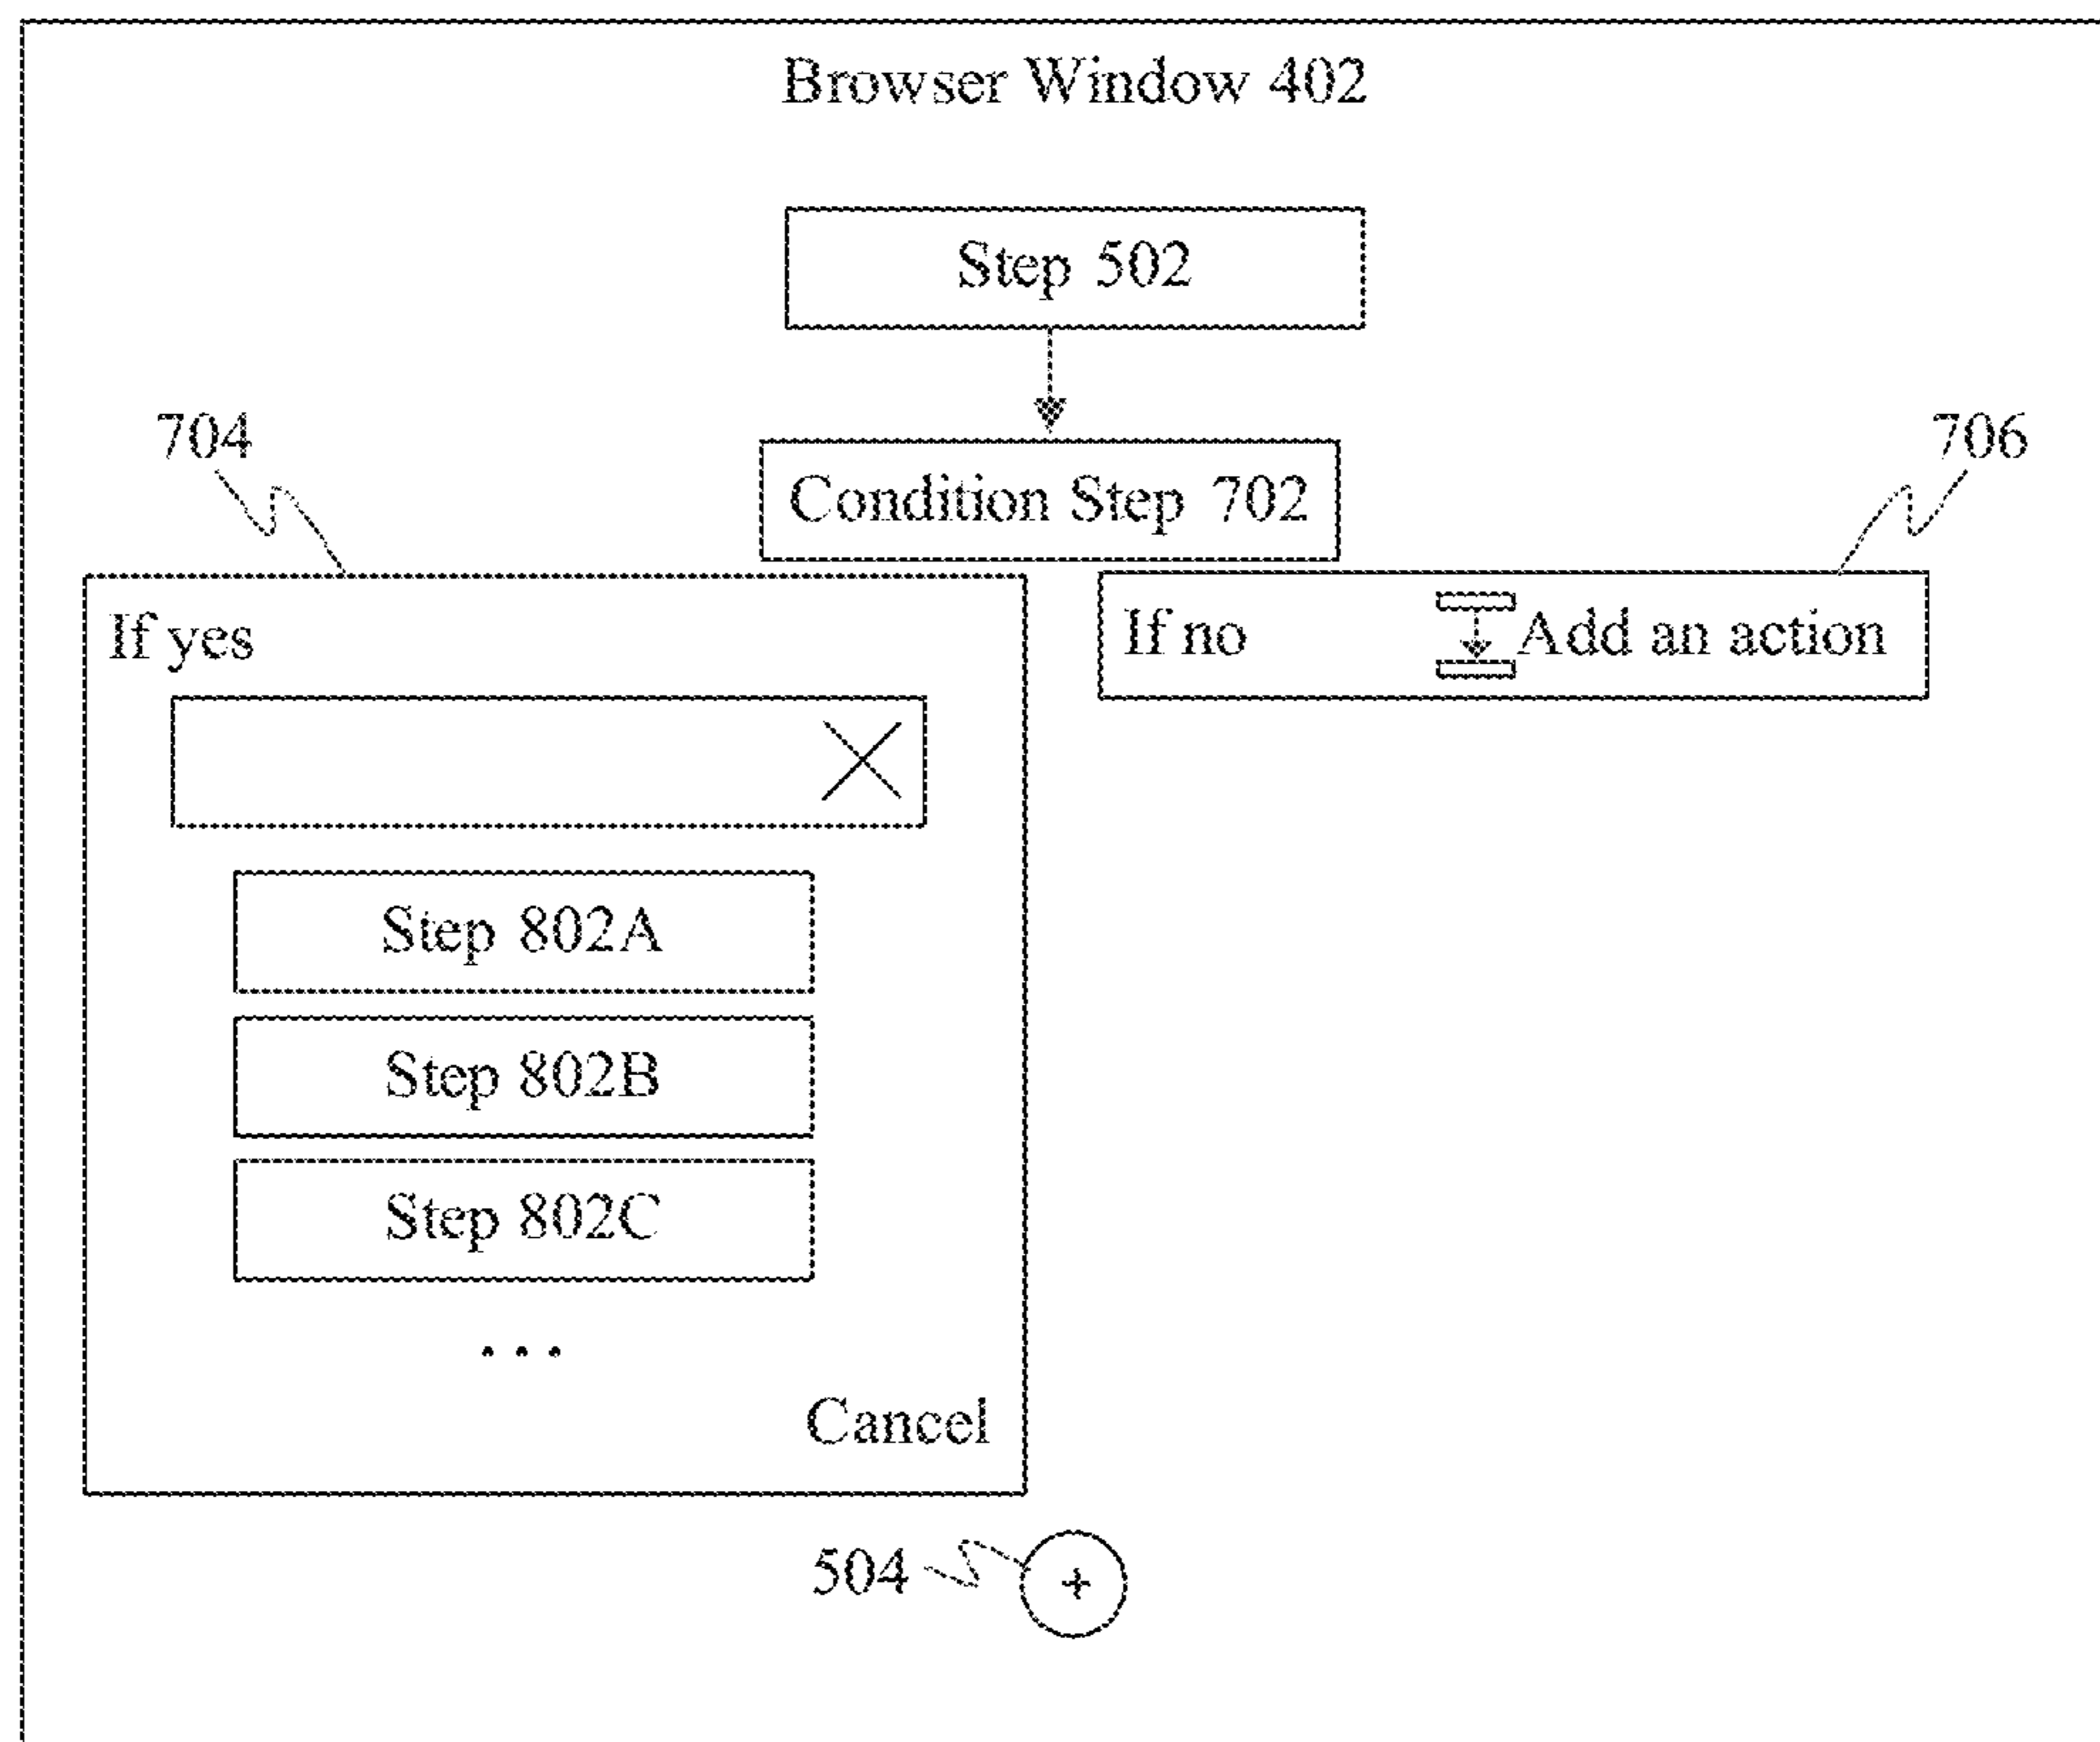 Browser Window 402
Step 502
704
706
Condition Step 702
If yes
If no
Add an action
Step 802A
Step 802B
Step 802C
...
Cancel
504
+